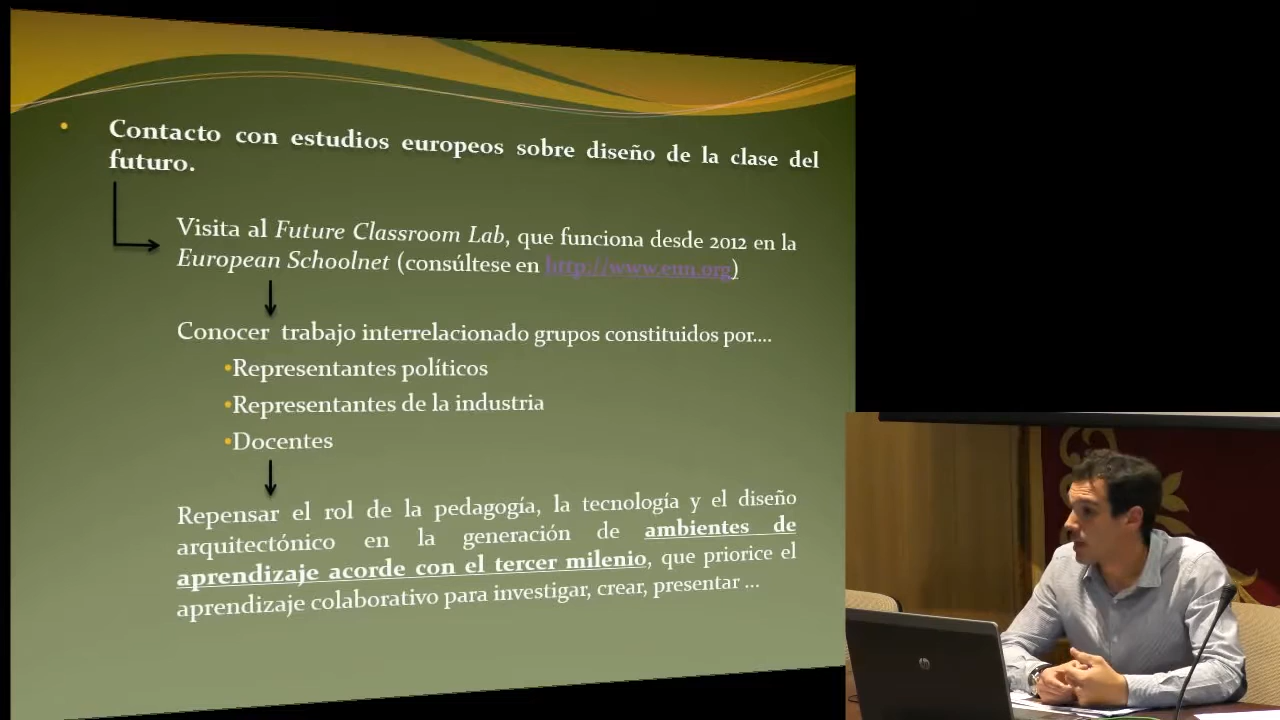 Contacto con estudios europeos sobre diseño de la clase del
futuro.
Visita al Future Classroom Lab, que funciona desde 2012 en la
European Schoolnet (consúltese en http://www.eun.org)
Conocer trabajo interrelacionado grupos constituidos por....
•Representantes políticos
•Representantes de la industria
•Docentes
Repensar el rol de la pedagogía, la tecnología y el diseño
arquitectónico en la generación de ambientes de
aprendizaje acorde con el tercer milenio, que priorice el
aprendizaje colaborativo para investigar, crear, presentar ...
hp